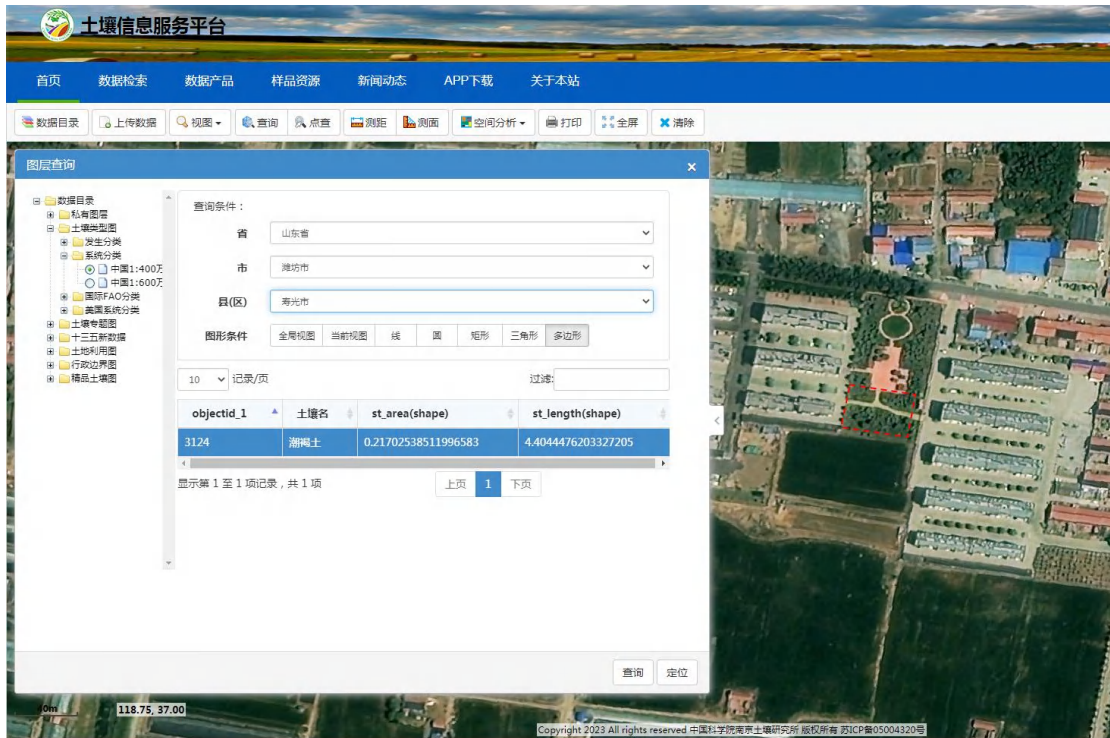 土壤信息服务平台
首页 数据检索 数据产品 样品资源 新闻动态 APP下载 关于本站
数据目录 上传数据 视图 查询 点查 测距 测面 空间分析 打印 全屏 清除
图层查询 ×
数据目录
私有图层
土壤类型图
发生分类
系统分类
中国1:400万
中国1:600万
国际FAO分类
美国系统分类
土壤专题图
十三五新数据
土地利用图
行政边界图
精品土壤图
查询条件:
省 山东省
市 潍坊市
县(区) 寿光市
图形条件 全局视图 当前视图 线 圆 矩形 三角形 多边形
10 记录/页 过滤:
objectid_1 土壤名 st_area(shape) st_length(shape)
3124 潮褐土 0.21702538511996583 4.4044476203327205
显示第 1 至 1 项记录,共 1 项 上页 1 下页
查询 定位
40m 118.75, 37.00
Copyright 2023 All rights reserved 中国科学院南京土壤研究所 版权所有 苏ICP备05004320号